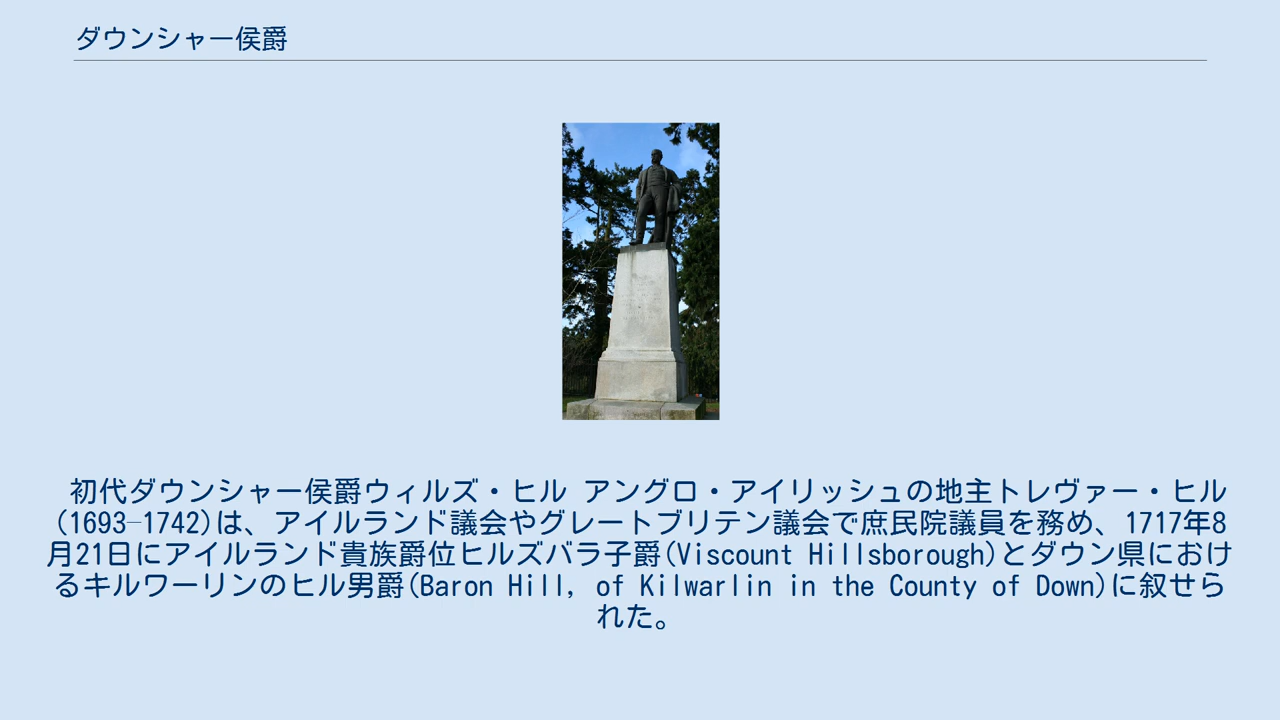 ダウンシャー侯爵
初代ダウンシャー侯爵ウィルズ・ヒル アングロ・アイリッシュの地主トレヴァー・ヒル
(1693–1742)は、アイルランド議会やグレートブリテン議会で庶民院議員を務め、1717年8
月21日にアイルランド貴族爵位ヒルズバラ子爵(Viscount Hillsborough)とダウン県におけ
るキルワーリンのヒル男爵(Baron Hill, of Kilwarlin in the County of Down)に叙せら
れた。